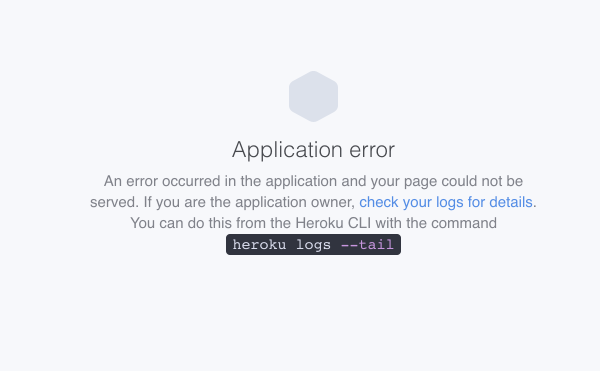 Application error
An error occurred in the application and your page could not be
served. If you are the application owner, check your logs for details.
You can do this from the Heroku CLI with the command
heroku logs --tail